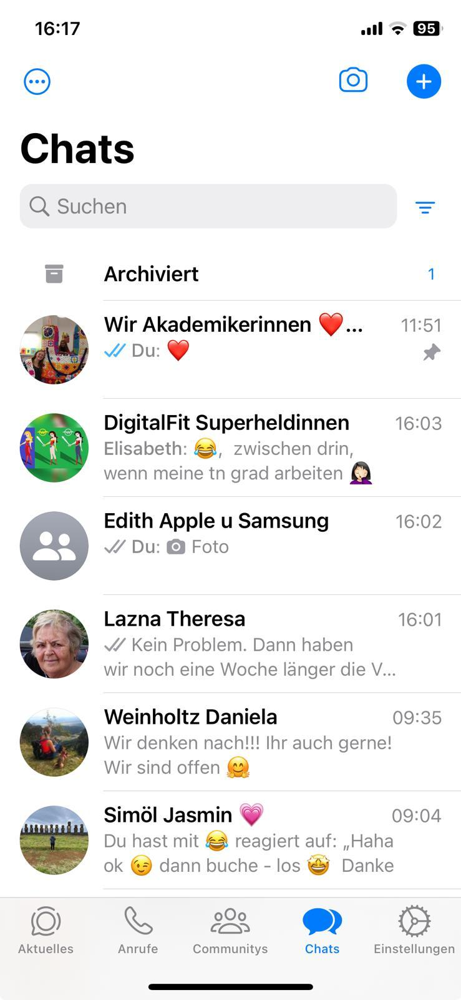 16:17
95
Chats
Suchen
Archiviert 1
Wir Akademikerinnen ❤️... 11:51
Du: ❤️
DigitalFit Superheldinnen 16:03
Elisabeth: 😂, zwischen drin,
wenn meine tn grad arbeiten 🤦🏻‍♀️
Edith Apple u Samsung 16:02
Du: 📷 Foto
Lazna Theresa 16:01
Kein Problem. Dann haben
wir noch eine Woche länger die V...
Weinholtz Daniela 09:35
Wir denken nach!!! Ihr auch gerne!
Wir sind offen 🤗
Simöl Jasmin 💗 09:04
Du hast mit 😂 reagiert auf: „Haha
ok 😉 dann buche - los 🤩 Danke
Aktuelles Anrufe Communitys Chats Einstellungen